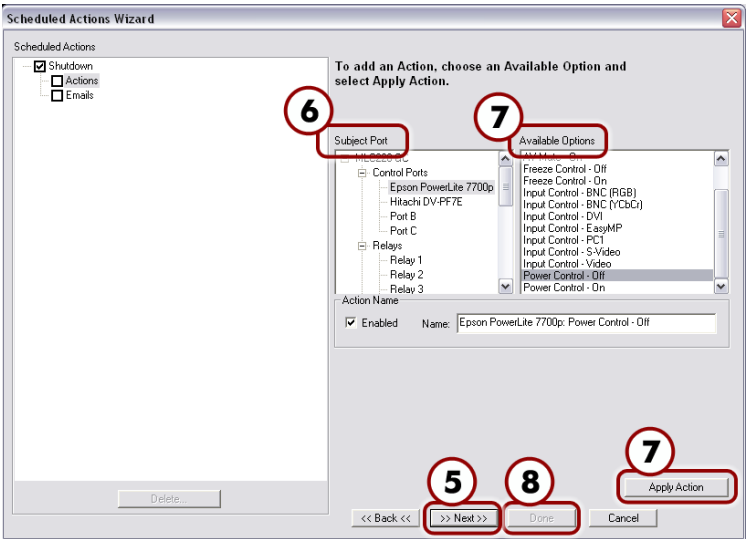 Scheduled Actions Wizard
Scheduled Actions
Shutdown
Actions
Emails
To add an Action, choose an Available Option and
select Apply Action.
6
7
Subject Port
Control Ports
Epson PowerLite 7700p
Hitachi DV-PF7E
Port B
Port C
Relays
Relay 1
Relay 2
Relay 3
Available Options
AV Mute - On
Freeze Control - Off
Freeze Control - On
Input Control - BNC (RGB)
Input Control - BNC (YCbCr)
Input Control - DVI
Input Control - EasyMP
Input Control - PC1
Input Control - S-Video
Input Control - Video
Power Control - Off
Power Control - On
Action Name
Enabled
Name: Epson PowerLite 7700p: Power Control - Off
7
Apply Action
Delete...
5
8
<< Back <<
>> Next >>
Done
Cancel